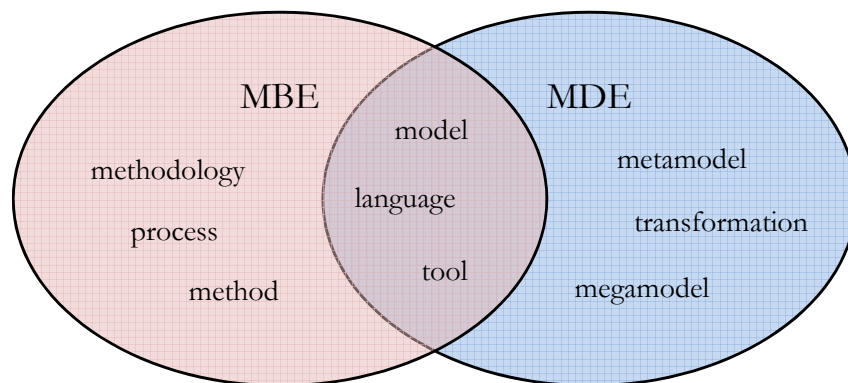 MBE
methodology
process
method
model
language
tool
MDE
metamodel
transformation
megamodel